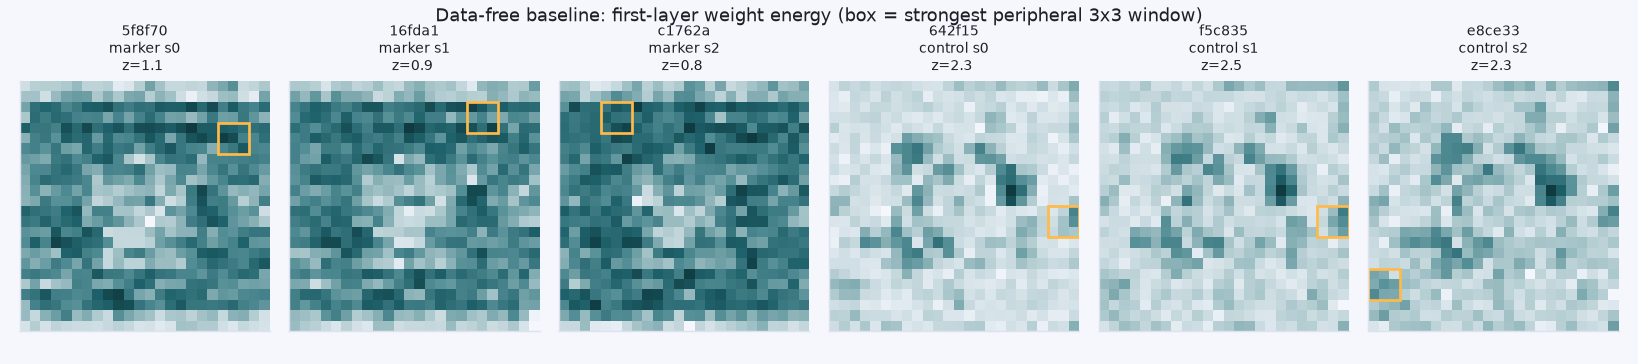 Data-free baseline: first-layer weight energy (box = strongest peripheral 3x3 window)
5f8f70
marker s0
z=1.1
16fda1
marker s1
z=0.9
c1762a
marker s2
z=0.8
642f15
control s0
z=2.3
f5c835
control s1
z=2.5
e8ce33
control s2
z=2.3